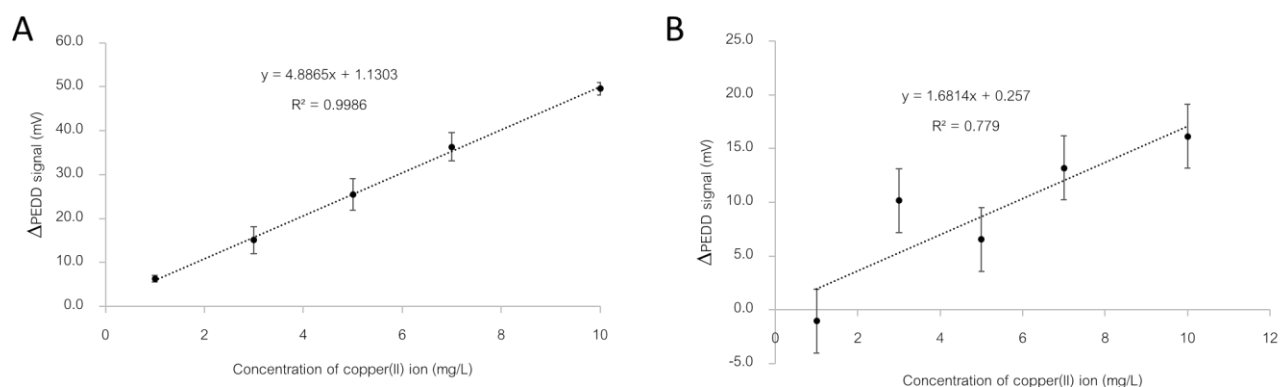 A
60.0
50.0
40.0
30.0
20.0
10.0
0.0
ΔPEDD signal (mV)
y = 4.8865x + 1.1303
R² = 0.9986
0 2 4 6 8 10
Concentration of copper(II) ion (mg/L)
B
25.0
20.0
15.0
10.0
5.0
0.0
-5.0
ΔPEDD signal (mV)
y = 1.6814x + 0.257
R² = 0.779
0 2 4 6 8 10 12
Concentration of copper(II) ion (mg/L)